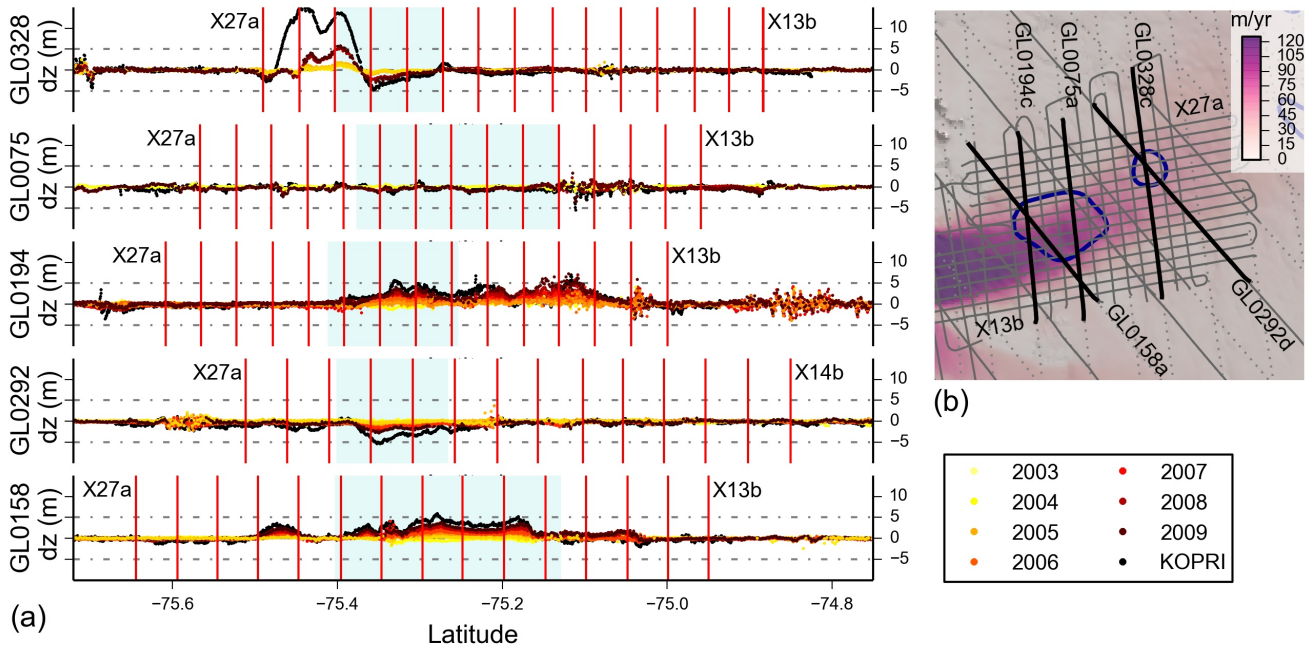 GL0328
dz (m)
X27a
X13b
10
5
0
−5
GL0075
dz (m)
X27a
X13b
10
5
0
−5
GL0194
dz (m)
X27a
X13b
10
5
0
−5
GL0292
dz (m)
X27a
X14b
10
5
0
−5
GL0158
dz (m)
X27a
X13b
10
5
0
−5
−75.6
−75.4
−75.2
−75.0
−74.8
Latitude
(a)
m/yr
120
105
90
75
60
45
30
15
0
GL0194c
GL0075a
GL0328c
X27a
X13b
GL0158a
GL0292d
(b)
2003
2004
2005
2006
2007
2008
2009
KOPRI